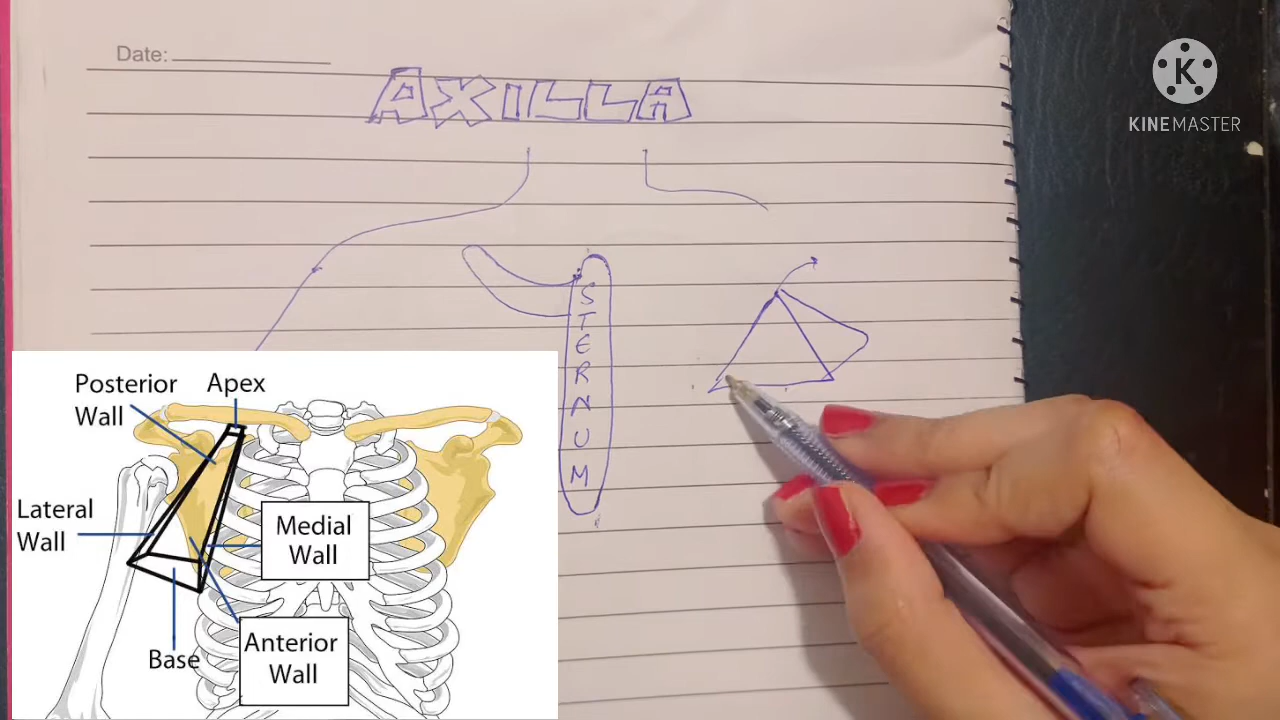 Date:
AXILLA
K
KINEMASTER
STERNUM
Posterior
Wall
Apex
Lateral
Wall
Medial
Wall
Base
Anterior
Wall